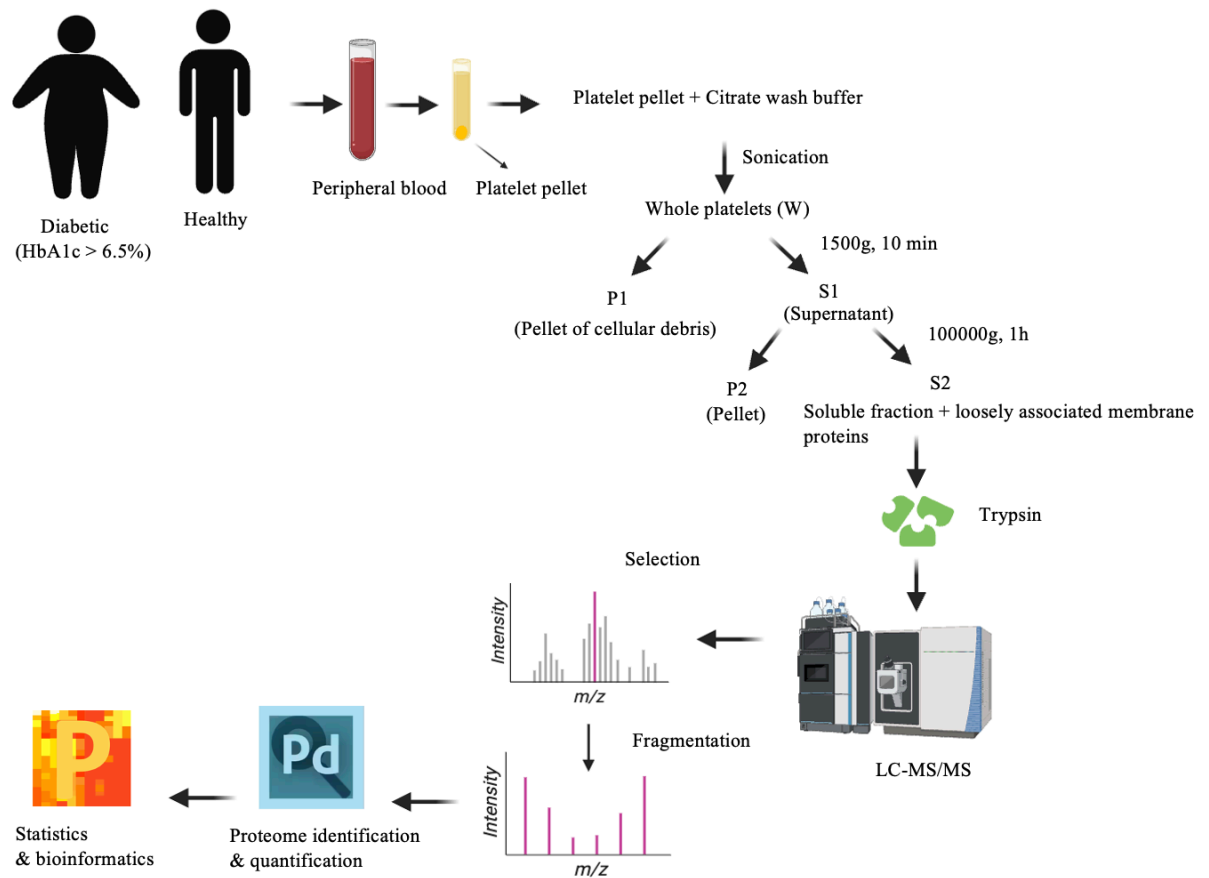 Platelet pellet + Citrate wash buffer
Sonication
Peripheral blood
Platelet pellet
Diabetic
(HbA1c > 6.5%)
Healthy
Whole platelets (W)
1500g, 10 min
P1
(Pellet of cellular debris)
S1
(Supernatant)
100000g, 1h
P2
(Pellet)
S2
Soluble fraction + loosely associated membrane
proteins
Trypsin
LC-MS/MS
Selection
Intensity
m/z
Fragmentation
Intensity
m/z
Pd
Proteome identification
& quantification
P
Statistics
& bioinformatics